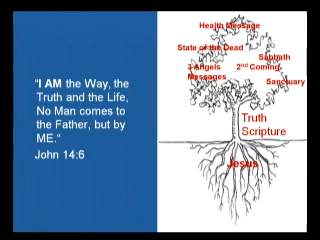 "I AM the Way, the
Truth and the Life,
No Man comes to
the Father, but by
ME."
John 14:6
Health Message
State of the Dead
Sabbath
3 Angels
Messages
2nd Coming
Sanctuary
Truth
Scripture
Jesus